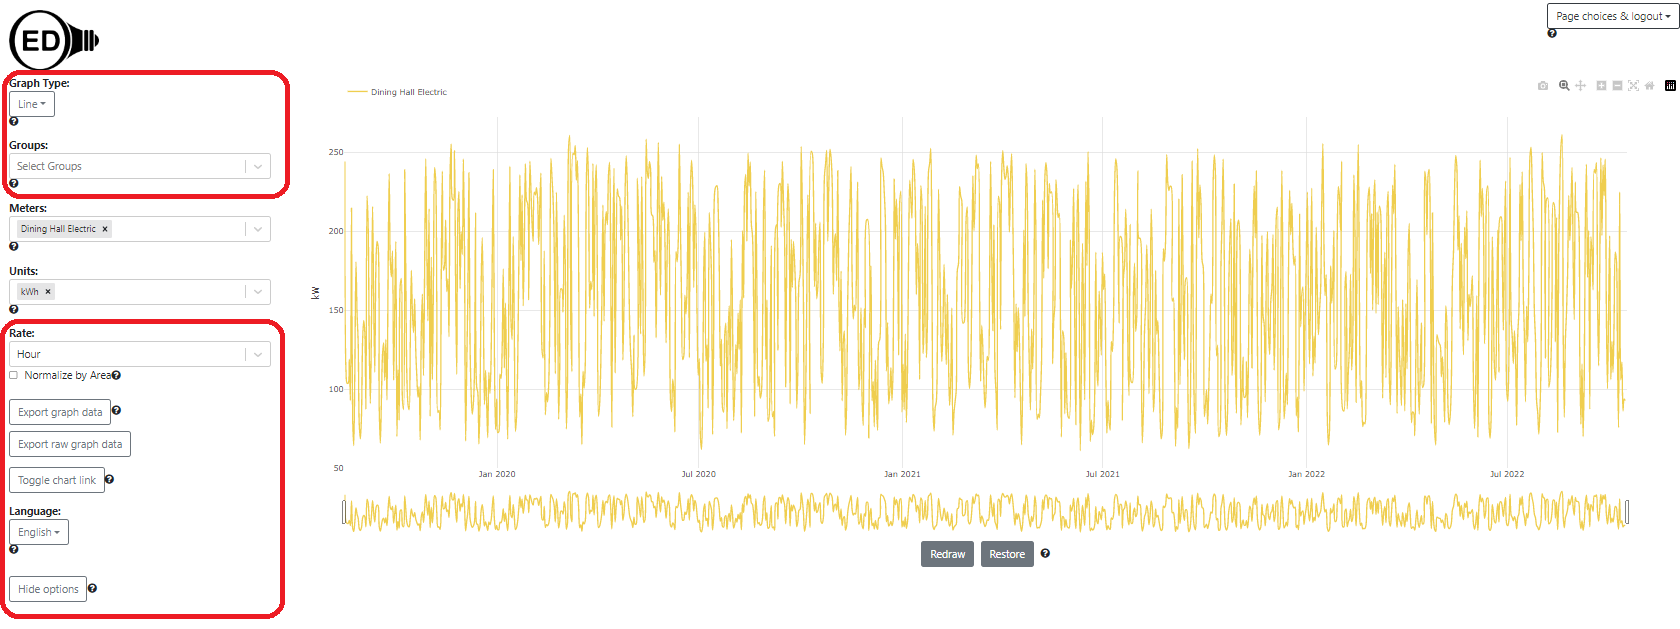 ED
Page choices & logout
Graph Type:
Line
Groups:
Select Groups
Meters:
Dining Hall Electric ×
Units:
kWh ×
Rate:
Hour
Normalize by Area
Export graph data
Export raw graph data
Toggle chart link
Language:
English
Hide options
Dining Hall Electric
kW
250
200
150
100
50
Jan 2020
Jul 2020
Jan 2021
Jul 2021
Jan 2022
Jul 2022
Redraw
Restore